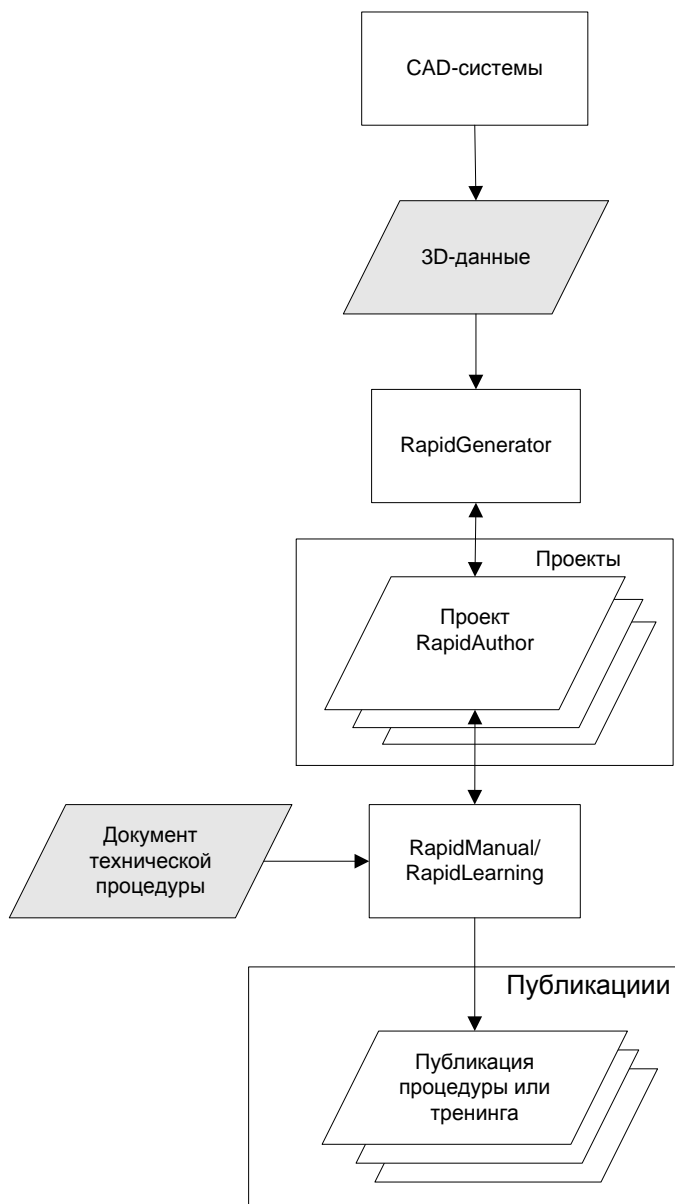 CAD-системы
3D-данные
RapidGenerator
Проекты
Проект
RapidAuthor
Документ
технической
процедуры
RapidManual/
RapidLearning
Публикациии
Публикация
процедуры или
тренинга